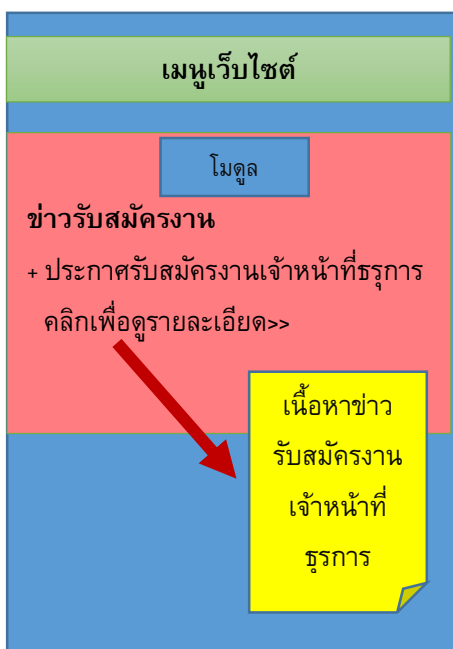 เมนูเว็บไซต์
โมดูล
ข่าวรับสมัครงาน
+ ประกาศรับสมัครงานเจ้าหน้าที่ธรุการ
คลิกเพื่อดูรายละเอียด>>
เนื้อหาข่าว
รับสมัครงาน
เจ้าหน้าที่
ธุรการ